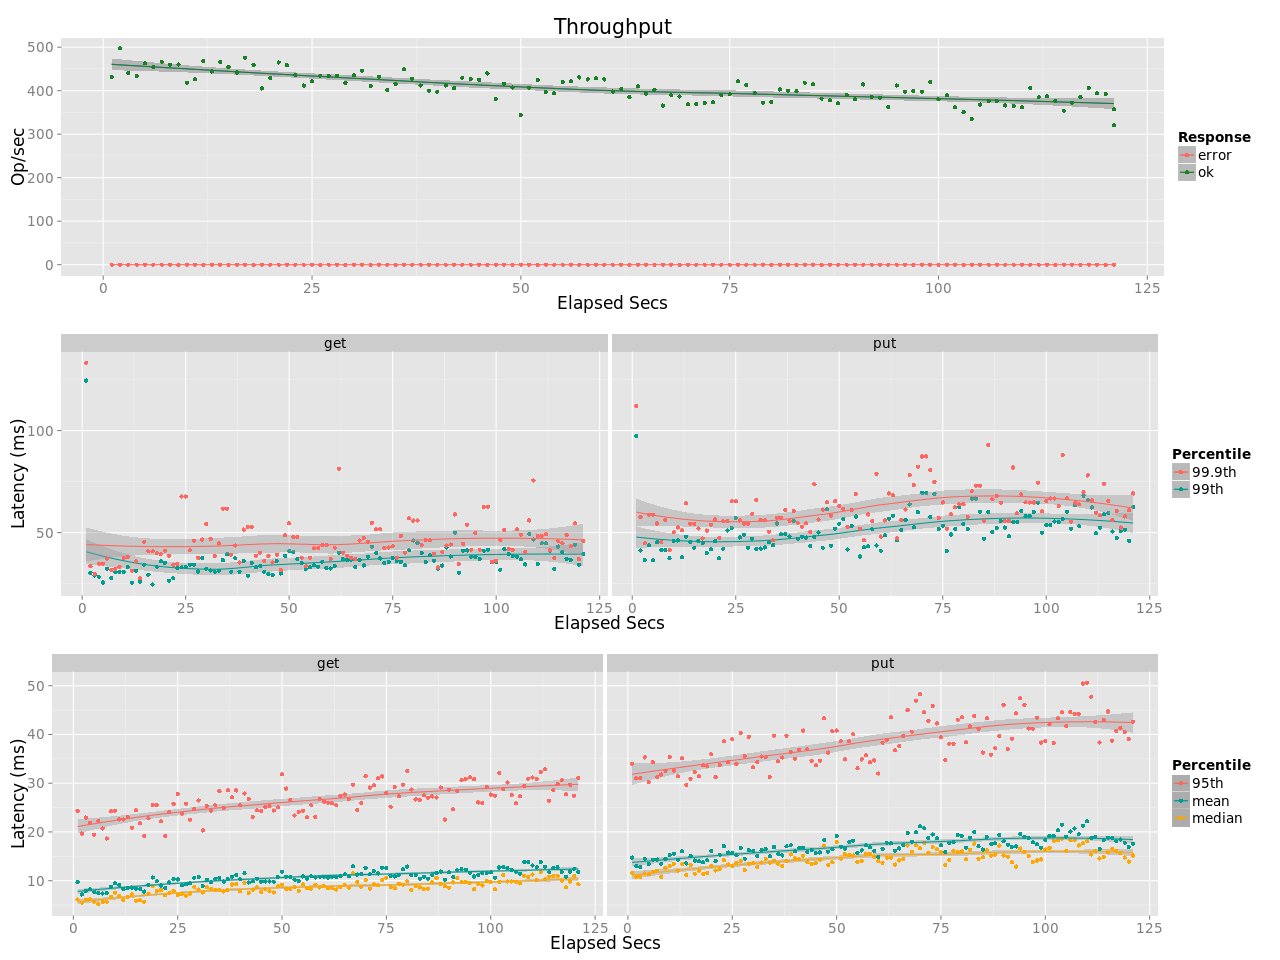 Throughput
500
400
300
200
100
0
Op/sec
0 25 50 75 100 125
Elapsed Secs
Response
error
ok
get put
100
50
Latency (ms)
0 25 50 75 100 125 0 25 50 75 100 125
Elapsed Secs
Percentile
99.9th
99th
get put
50
40
30
20
10
Latency (ms)
0 25 50 75 100 125 0 25 50 75 100 125
Elapsed Secs
Percentile
95th
mean
median